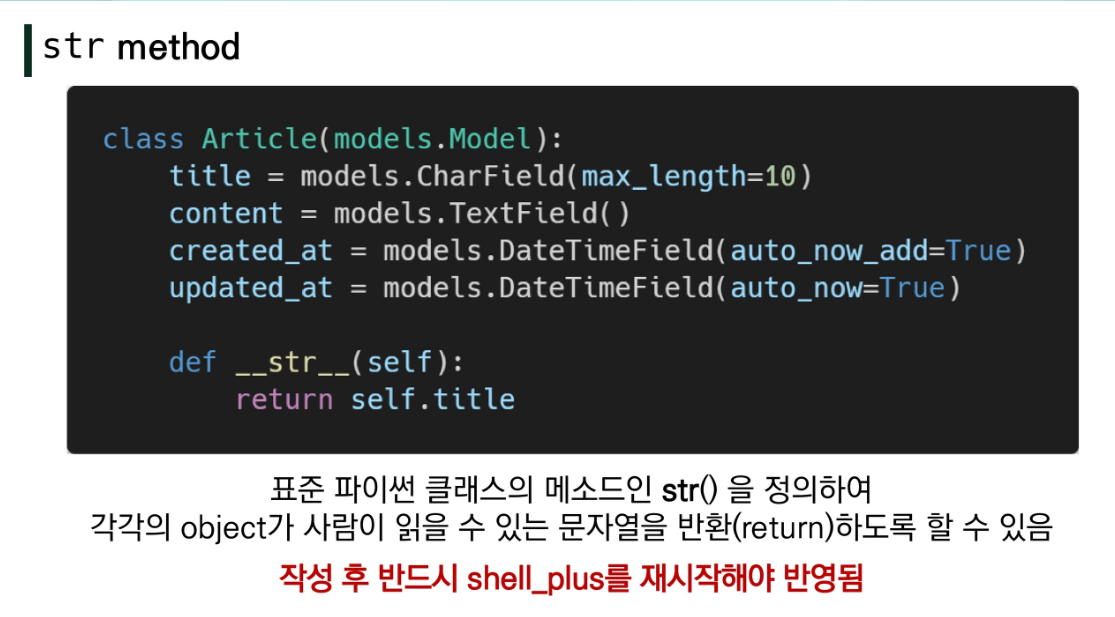 str method
class Article(models.Model):
    title = models.CharField(max_length=10)
    content = models.TextField()
    created_at = models.DateTimeField(auto_now_add=True)
    updated_at = models.DateTimeField(auto_now=True)

    def __str__(self):
        return self.title
표준 파이썬 클래스의 메소드인 str() 을 정의하여
각각의 object가 사람이 읽을 수 있는 문자열을 반환(return)하도록 할 수 있음
작성 후 반드시 shell_plus를 재시작해야 반영됨